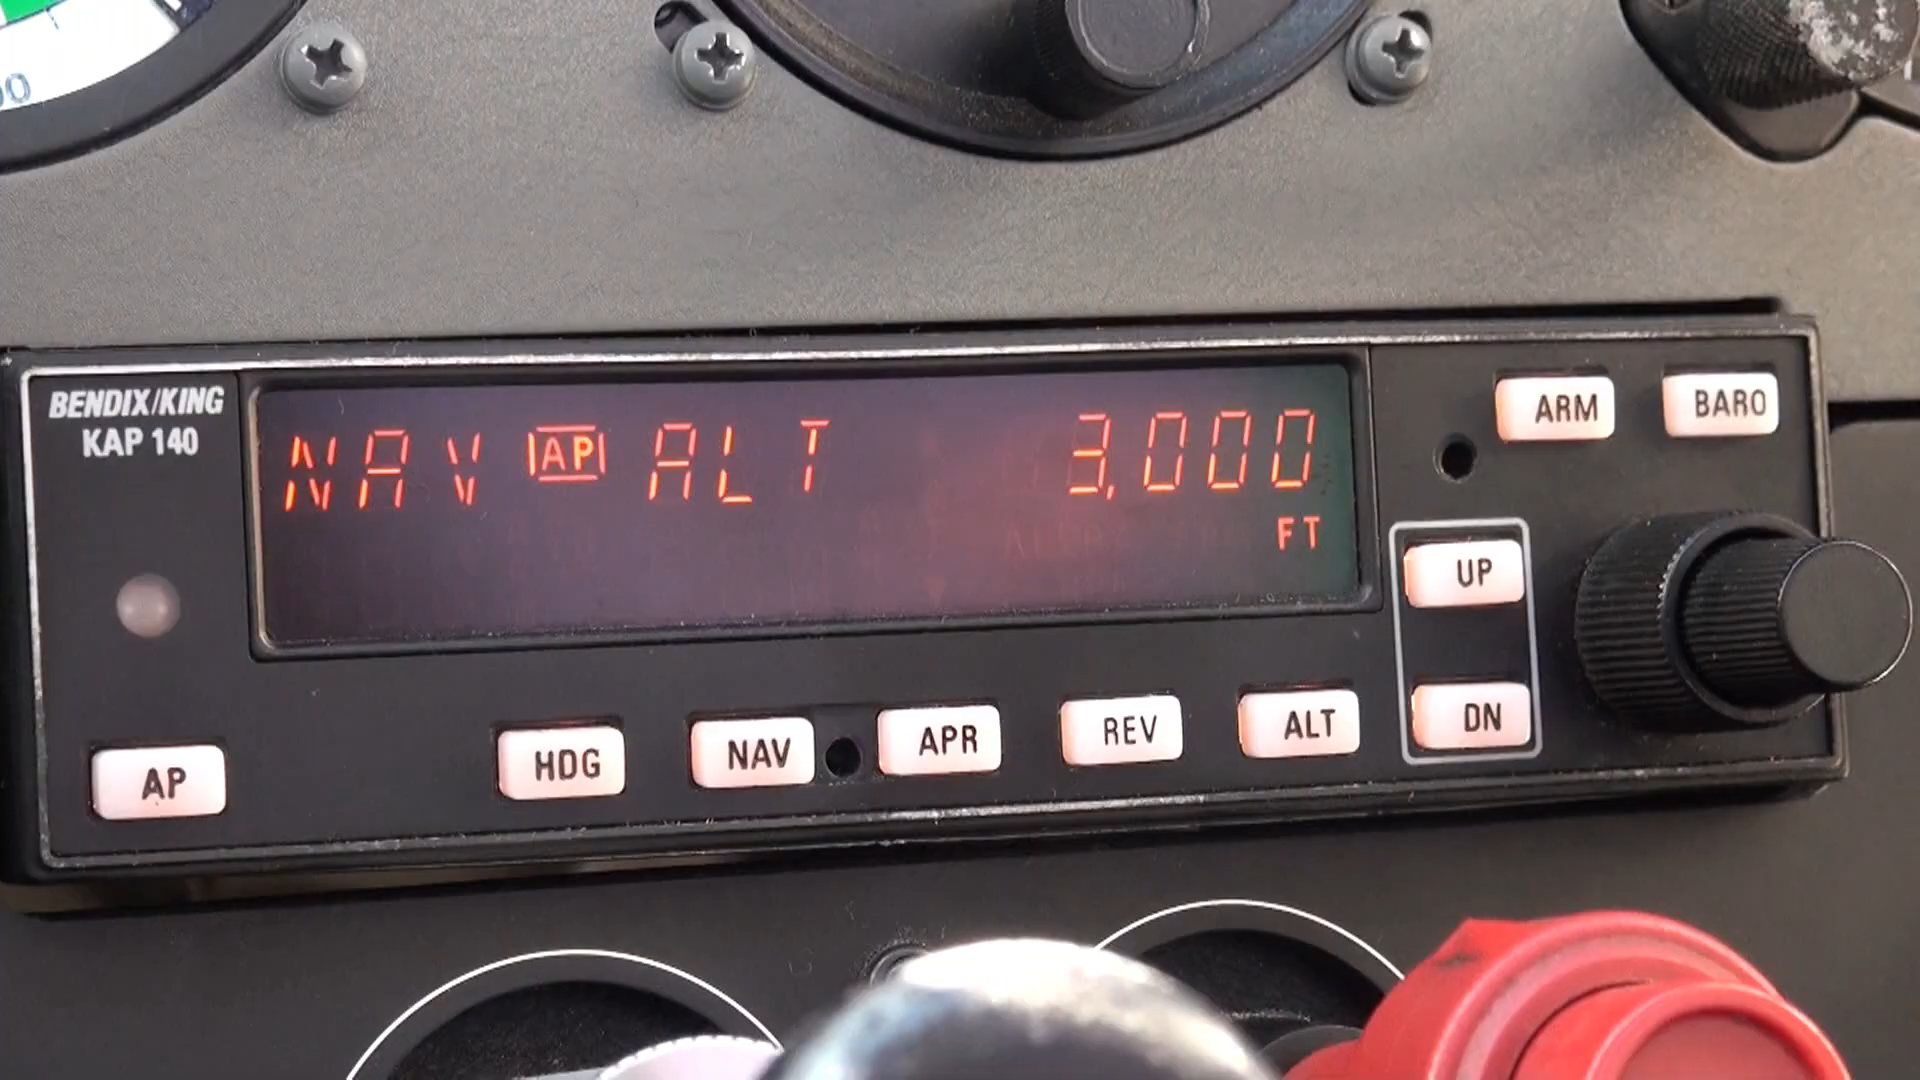 00
BENDIX/KING
KAP 140
NAV AP ALT 3,000
FT
ARM BARO
UP
DN
AP HDG NAV APR REV ALT